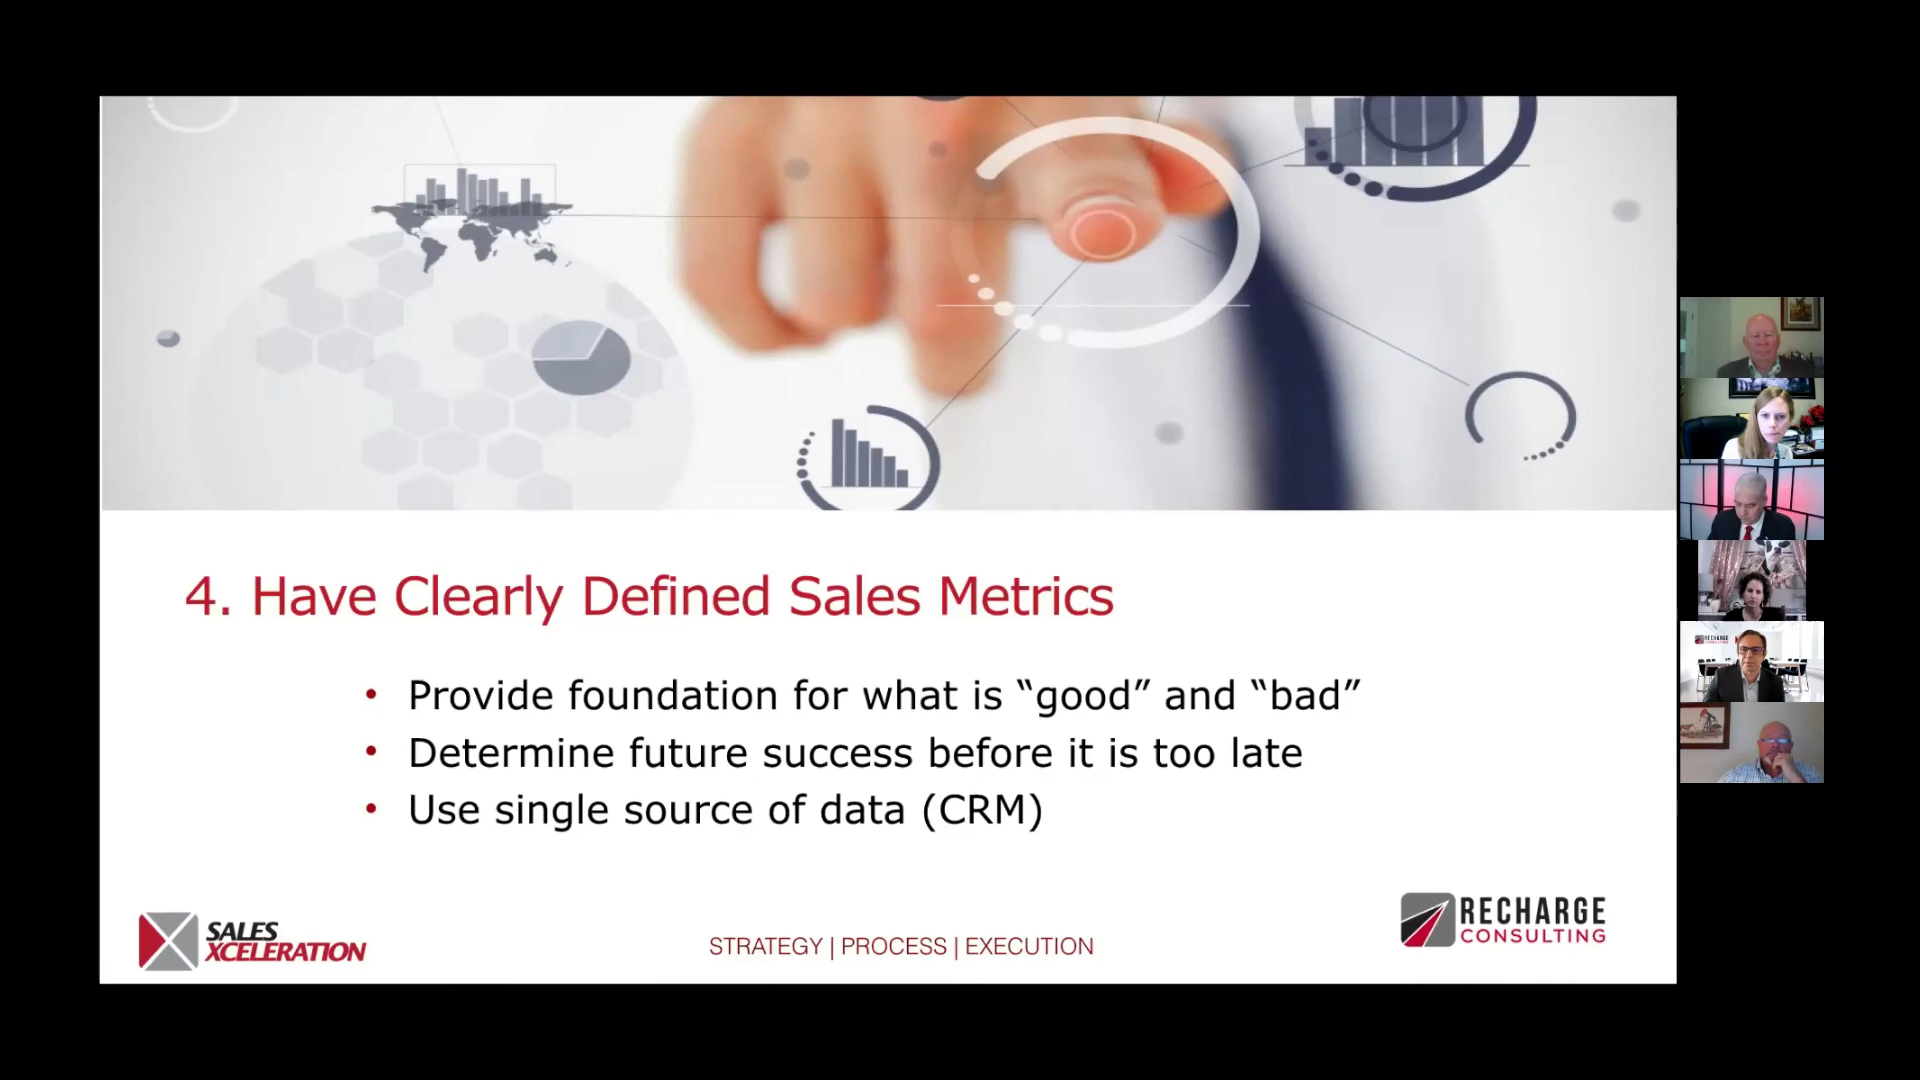 4. Have Clearly Defined Sales Metrics
• Provide foundation for what is “good” and “bad”
• Determine future success before it is too late
• Use single source of data (CRM)
SALES
XCELERATION
STRATEGY | PROCESS | EXECUTION
RECHARGE
CONSULTING
RECHARGE